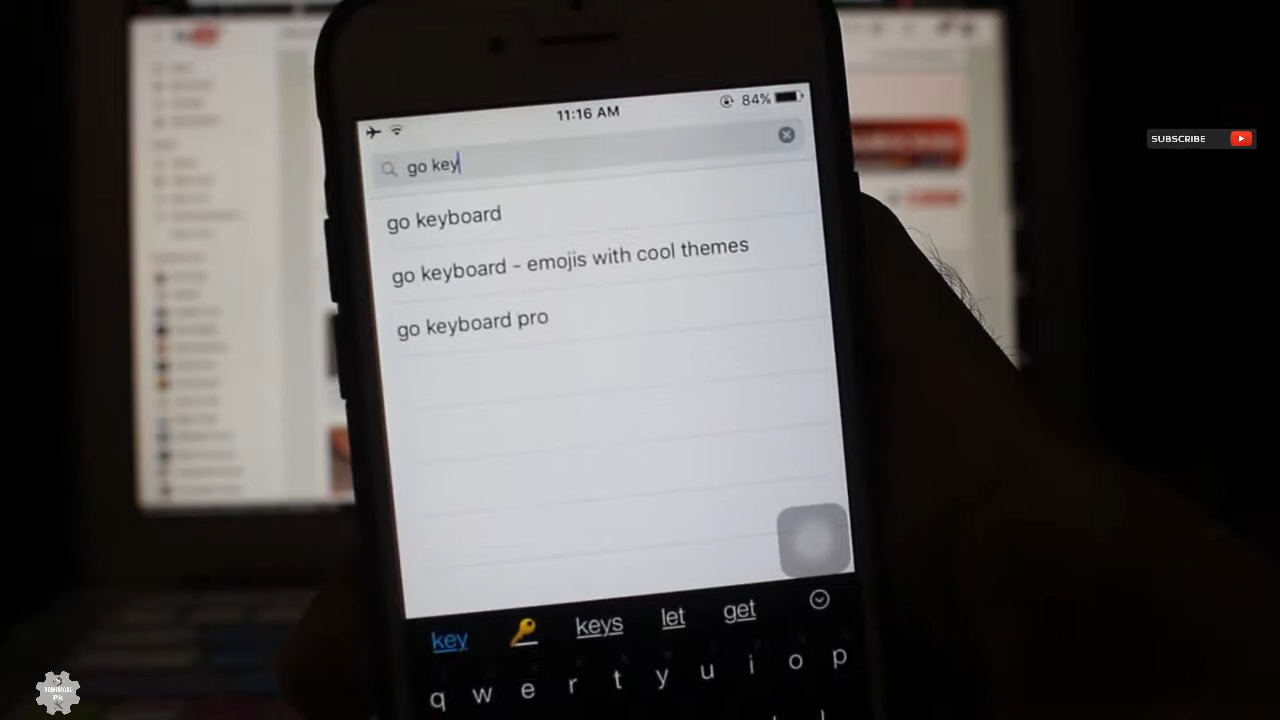 11:16 AM
84%
go key
go keyboard
go keyboard - emojis with cool themes
go keyboard pro
key keys let get
q w e r t y u i o p
SUBSCRIBE